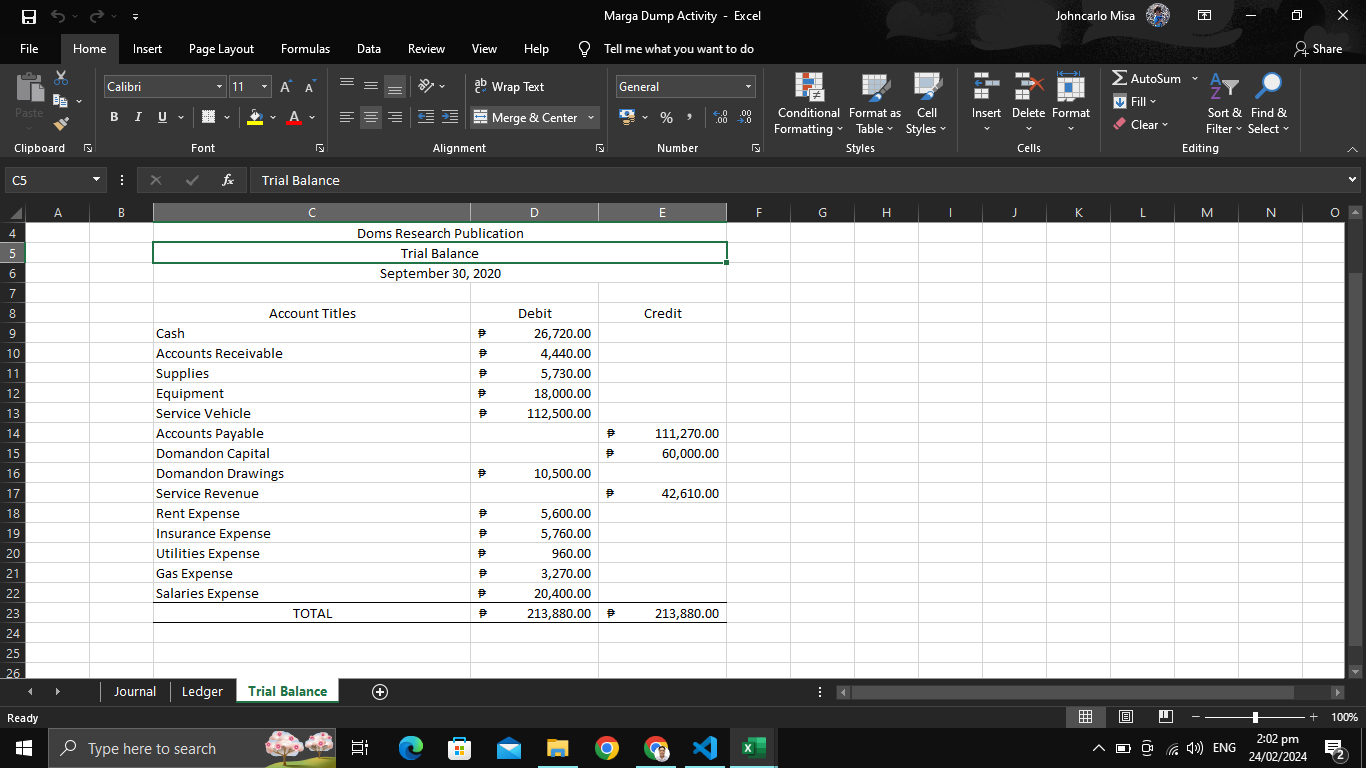 Marga Dump Activity - Excel
Johncarlo Misa
File Home Insert Page Layout Formulas Data Review View Help Tell me what you want to do Share
Paste
Clipboard
Calibri 11
B I U
Font
Wrap Text
Merge & Center
Alignment
General
% ,
Number
Conditional Formatting
Format as Table
Cell Styles
Styles
Insert Delete Format
Cells
AutoSum
Fill
Clear
Sort & Filter
Find & Select
Editing
C5 fx Trial Balance
A B C D E F G H I J K L M N O
4 Doms Research Publication
5 Trial Balance
6 September 30, 2020
7
8 Account Titles Debit Credit
9 Cash ₱ 26,720.00
10 Accounts Receivable ₱ 4,440.00
11 Supplies ₱ 5,730.00
12 Equipment ₱ 18,000.00
13 Service Vehicle ₱ 112,500.00
14 Accounts Payable ₱ 111,270.00
15 Domandon Capital ₱ 60,000.00
16 Domandon Drawings ₱ 10,500.00
17 Service Revenue ₱ 42,610.00
18 Rent Expense ₱ 5,600.00
19 Insurance Expense ₱ 5,760.00
20 Utilities Expense ₱ 960.00
21 Gas Expense ₱ 3,270.00
22 Salaries Expense ₱ 20,400.00
23 TOTAL ₱ 213,880.00 ₱ 213,880.00
24
25
26
Journal Ledger Trial Balance
Ready
100%
Type here to search
ENG
2:02 pm
24/02/2024
2